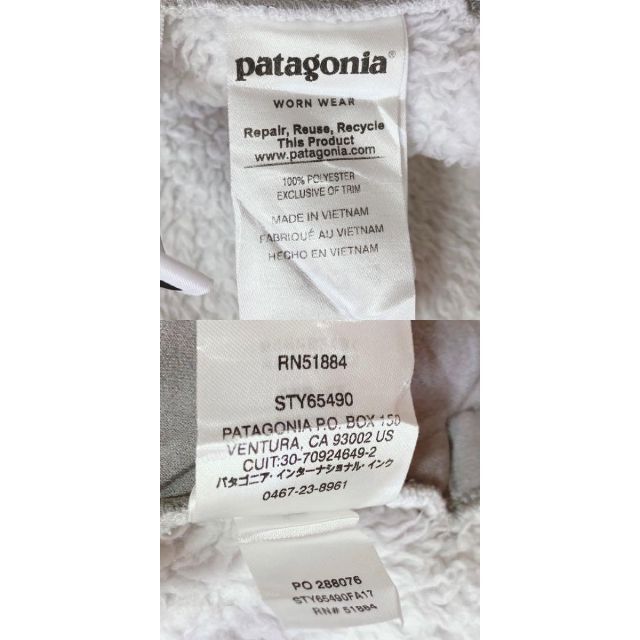 patagonia®
WORN WEAR
Repair, Reuse, Recycle
This Product
www.patagonia.com
100% POLYESTER
EXCLUSIVE OF TRIM
MADE IN VIETNAM
FABRIQUÉ AU VIETNAM
HECHO EN VIETNAM
RN51884
STY65490
PATAGONIA P.O. BOX 150
VENTURA, CA 93002 US
CUIT:30-70924649-2
パタゴニア・インターナショナル・インク
0467-23-8961
PO 288076
STY65490FA17
RN# 51884